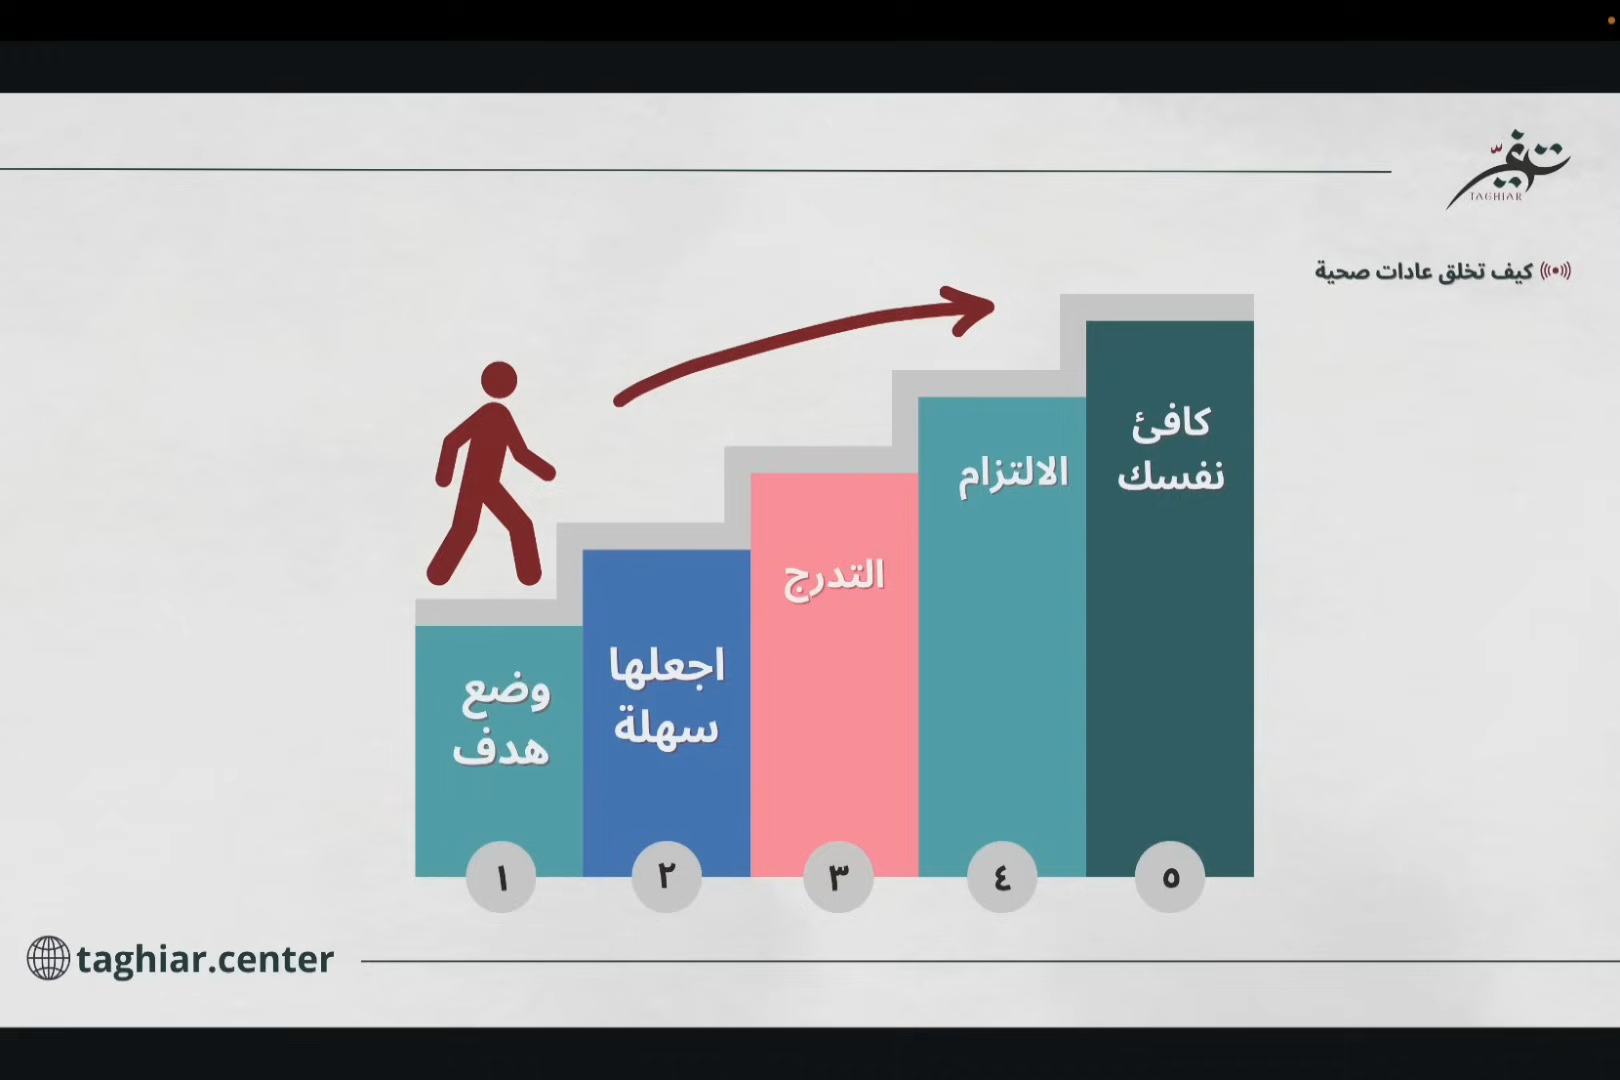 تغيّر
TAGHIAR
كيف تخلق عادات صحية
وضع
هدف
اجعلها
سهلة
التدرج
الالتزام
كافئ
نفسك
١
٢
٣
٤
٥
taghiar.center